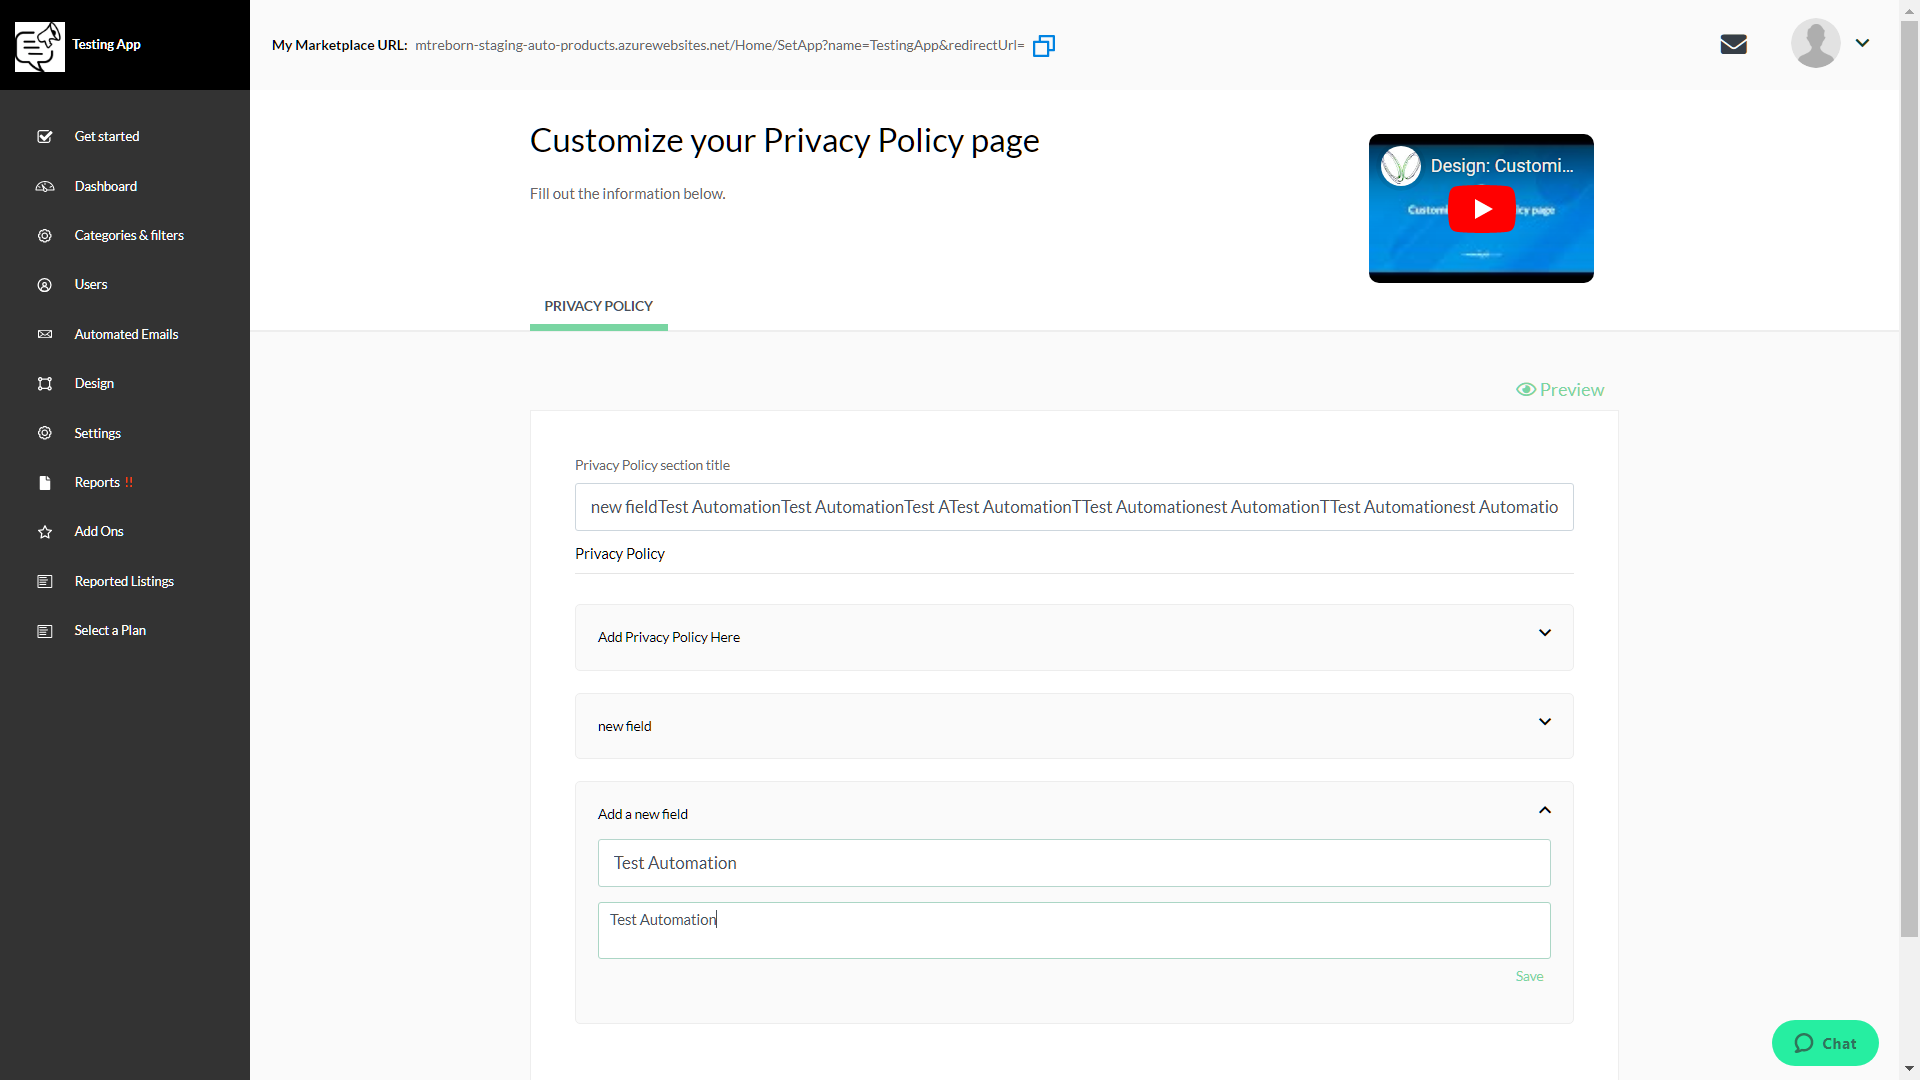 Testing App
My Marketplace URL: mtreborn-staging-auto-products.azurewebsites.net/Home/SetApp?name=TestingApp&redirectUrl=
Get started
Dashboard
Categories & filters
Users
Automated Emails
Design
Settings
Reports !!
Add Ons
Reported Listings
Select a Plan
Customize your Privacy Policy page
Fill out the information below.
Design: Customi...
PRIVACY POLICY
Preview
Privacy Policy section title
new fieldTest AutomationTest AutomationTest ATest AutomationTTest Automationest AutomationTTest Automationest Automatio
Privacy Policy
Add Privacy Policy Here
new field
Add a new field
Test Automation
Test Automation
Save
Chat